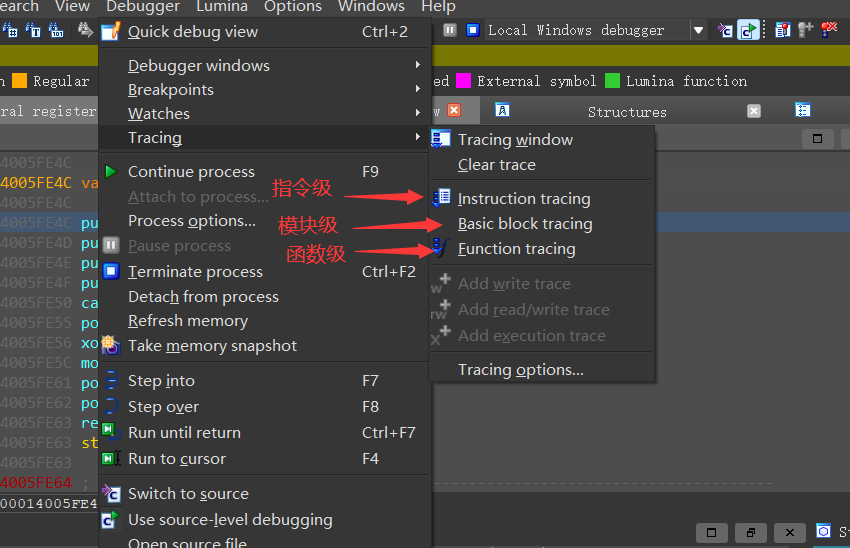 earch View Debugger Lumina Options Windows Help
Quick debug view Ctrl+2
Local Windows debugger
Regular
ed External symbol Lumina function
ral register
Structures
Debugger windows
Breakpoints
Watches
Tracing
Tracing window
Clear trace
4005FE4C
4005FE4C va
4005FE4C
4005FE4C pu
4005FE4D pu
4005FE4E pu
4005FE4F pu
4005FE50 ca
4005FE55 po
4005FE56 xo
4005FE5C mo
4005FE61 po
4005FE62 po
4005FE63 re
4005FE63 st
4005FE63
4005FE64 ;
00014005FE4
Continue process F9
Attach to process...
Process options...
Pause process
Terminate process Ctrl+F2
Detach from process
Refresh memory
Take memory snapshot
Step into F7
Step over F8
Run until return Ctrl+F7
Run to cursor F4
Switch to source
Use source-level debugging
Open source file
指令级
模块级
函数级
Instruction tracing
Basic block tracing
Function tracing
Add write trace
Add read/write trace
Add execution trace
Tracing options...